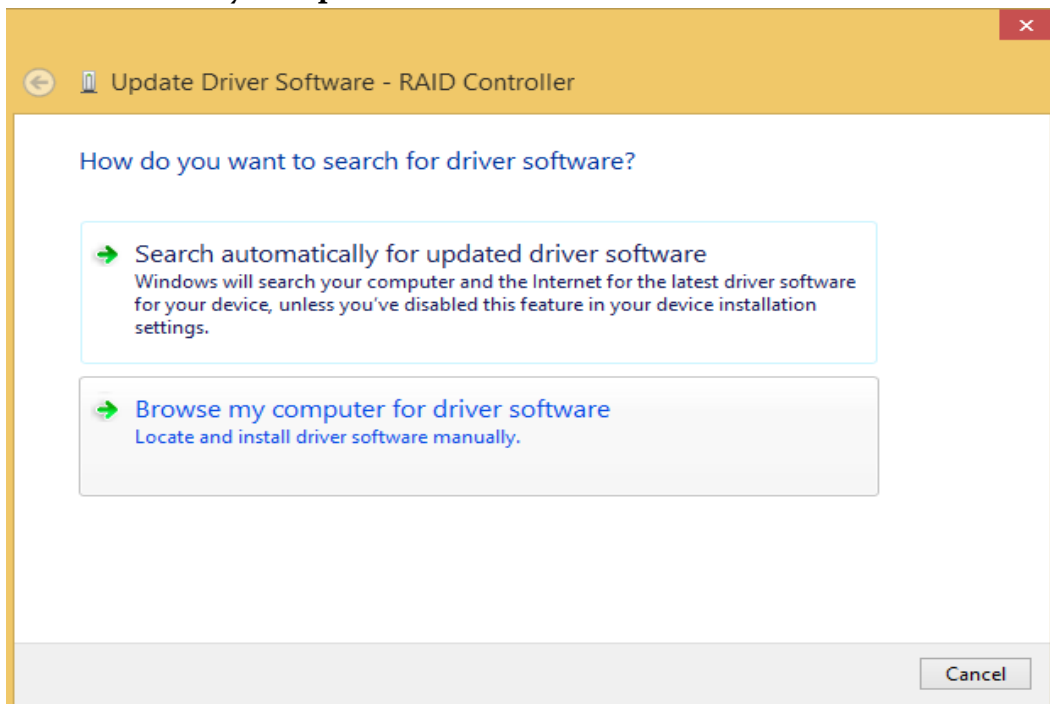 Update Driver Software - RAID Controller
How do you want to search for driver software?
Search automatically for updated driver software
Windows will search your computer and the Internet for the latest driver software
for your device, unless you've disabled this feature in your device installation
settings.
Browse my computer for driver software
Locate and install driver software manually.
Cancel